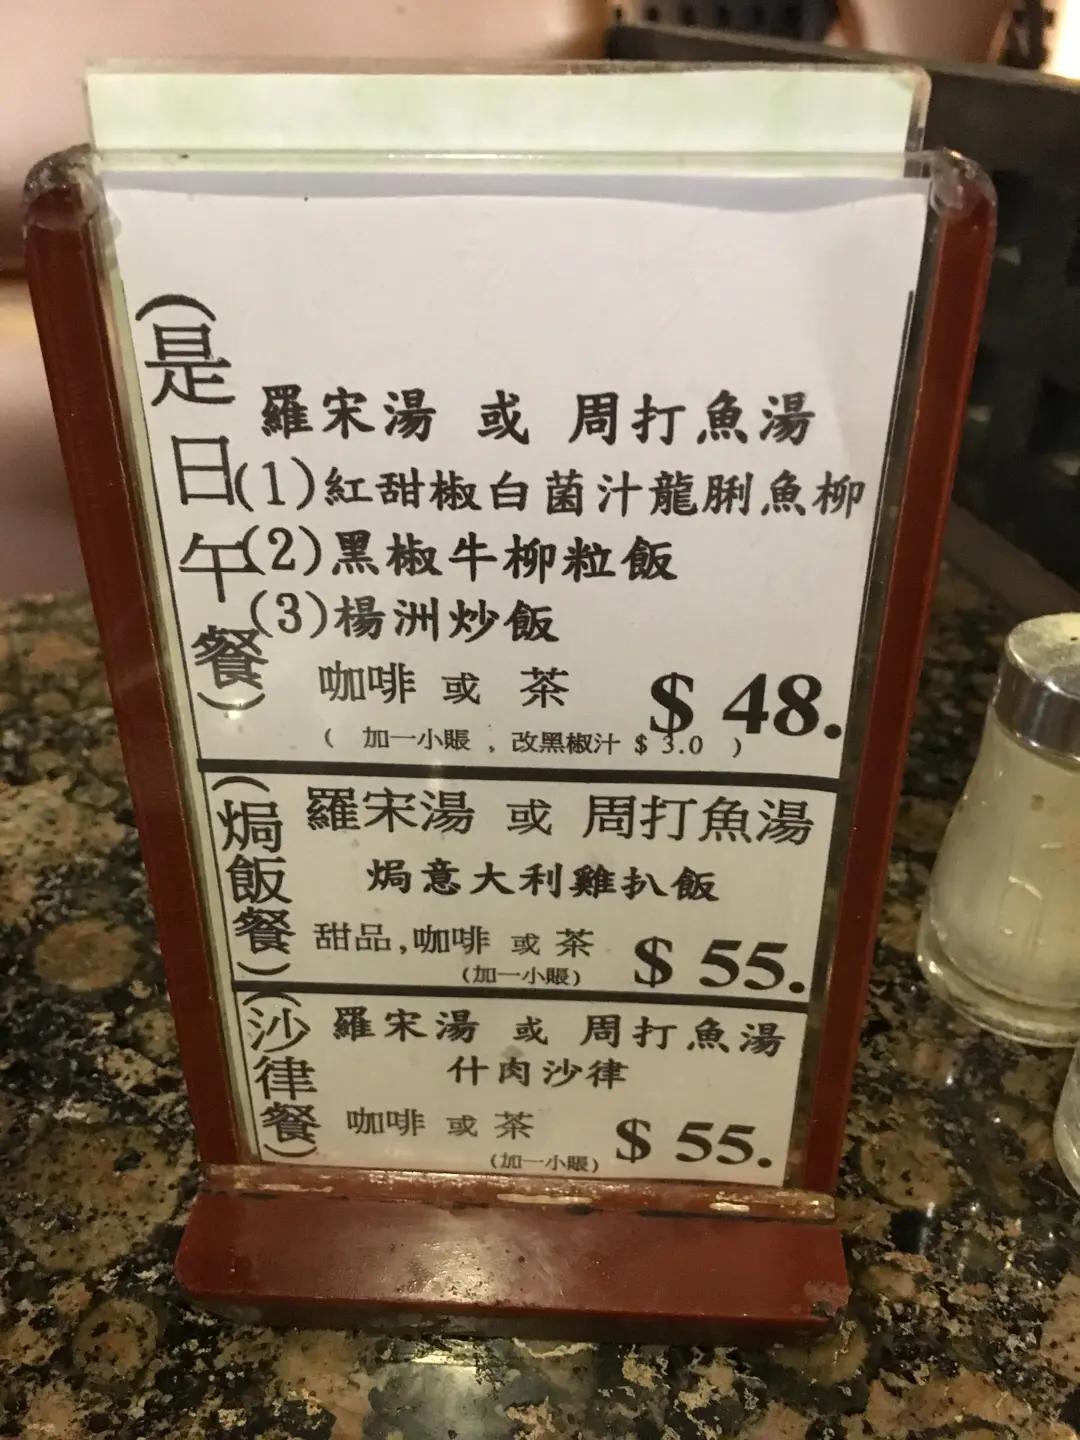 (是日午餐)
羅宋湯 或 周打魚湯
(1)紅甜椒白菌汁龍脷魚柳
(2)黑椒牛柳粒飯
(3)楊洲炒飯
咖啡 或 茶 $ 48.
( 加一小賬 , 改黑椒汁 $ 3.0 )
(焗飯餐)
羅宋湯 或 周打魚湯
焗意大利雞扒飯
甜品,咖啡 或 茶 $ 55.
(加一小賬)
(沙律餐)
羅宋湯 或 周打魚湯
什肉沙律
咖啡 或 茶 $ 55.
(加一小賬)